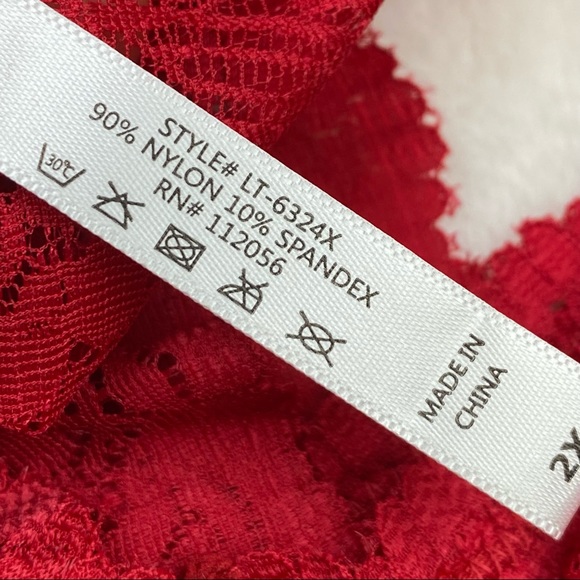 STYLE# LT-6324X
90% NYLON 10% SPANDEX
RN# 112056
30℃
MADE IN
CHINA
2X